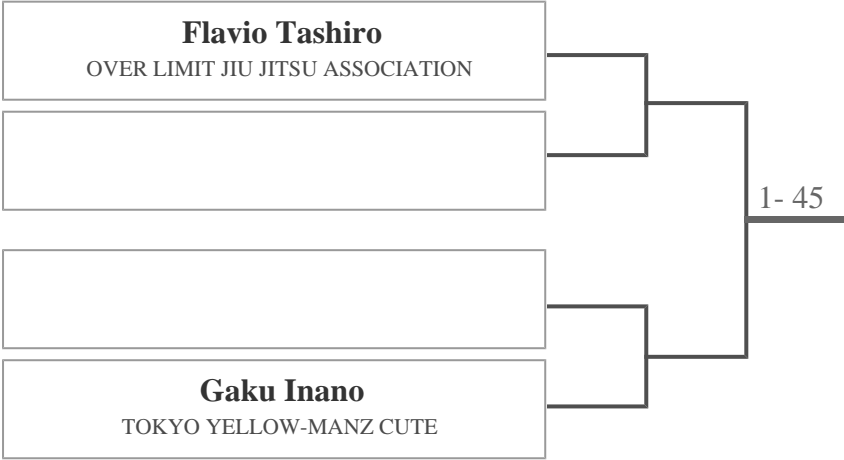 Flavio Tashiro
OVER LIMIT JIU JITSU ASSOCIATION
1- 45
Gaku Inano
TOKYO YELLOW-MANZ CUTE